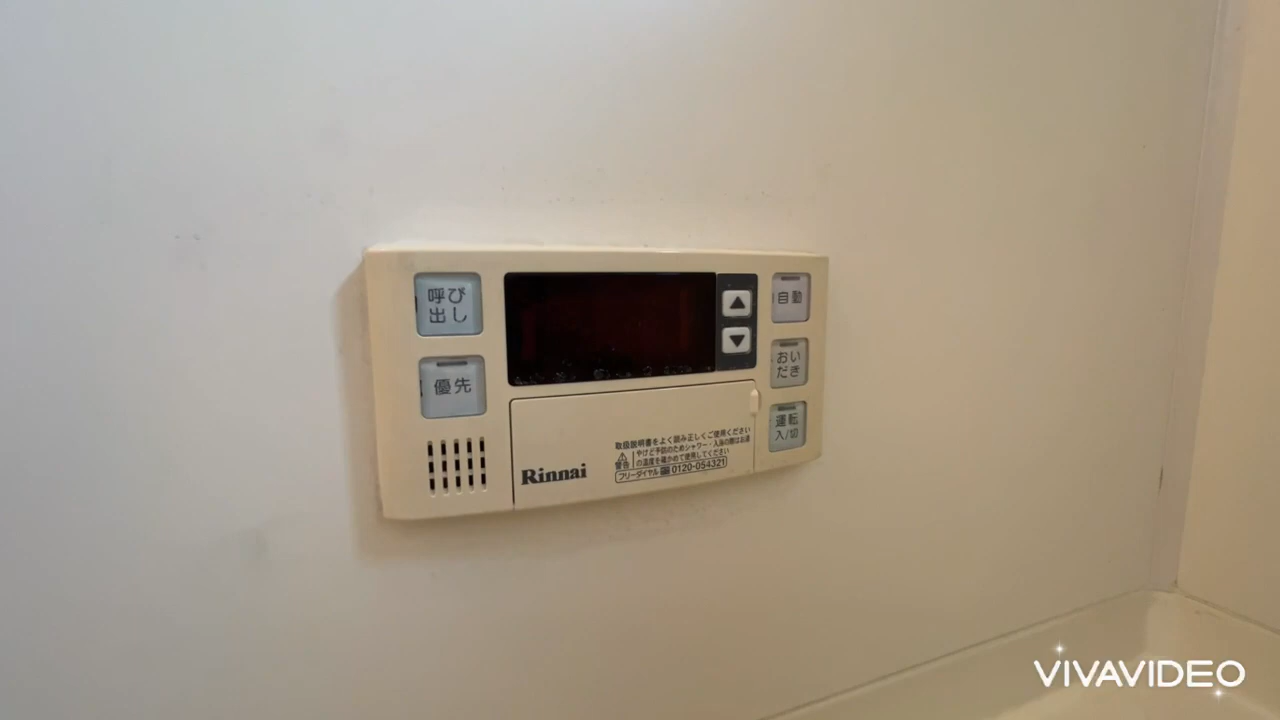 呼び
出し
優先
自動
おい
だき
運転
入/切
取扱説明書をよく読み正しくご使用ください
警告
やけど予防のためシャワー・入浴の際はお湯
の温度を確かめて使用してください
フリーダイヤル 0120-054321
Rinnai
VIVAVIDEO